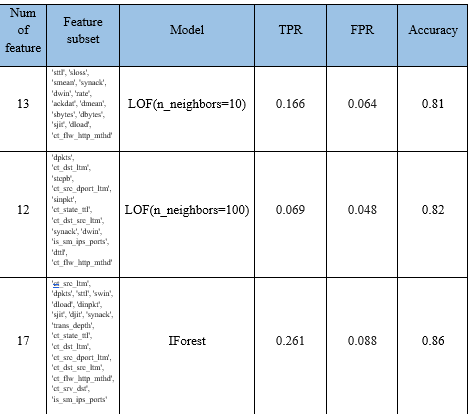 Num of feature
Feature subset
Model
TPR
FPR
Accuracy
13
'sttl', 'sloss',
'smean', 'synack',
'dwin', 'rate',
'ackdat', 'dmean',
'sbytes', 'dbytes',
'sjit', 'dload',
'ct_flw_http_mthd'
LOF(n_neighbors=10)
0.166
0.064
0.81
12
'dpkts',
'ct_dst_ltm',
'stcpb',
'ct_src_dport_ltm',
'sinpkt',
'ct_state_ttl',
'ct_dst_src_ltm',
'synack', 'dwin',
'is_sm_ips_ports',
'dttl',
'ct_flw_http_mthd'
LOF(n_neighbors=100)
0.069
0.048
0.82
17
'ct_src_ltm',
'dpkts', 'sttl', 'swin',
'dload', 'dinpkt',
'sjit', 'djit', 'synack',
'trans_depth',
'ct_state_ttl',
'ct_dst_ltm',
'ct_src_dport_ltm',
'ct_dst_src_ltm',
'ct_flw_http_mthd',
'ct_srv_dst',
'is_sm_ips_ports'
IForest
0.261
0.088
0.86